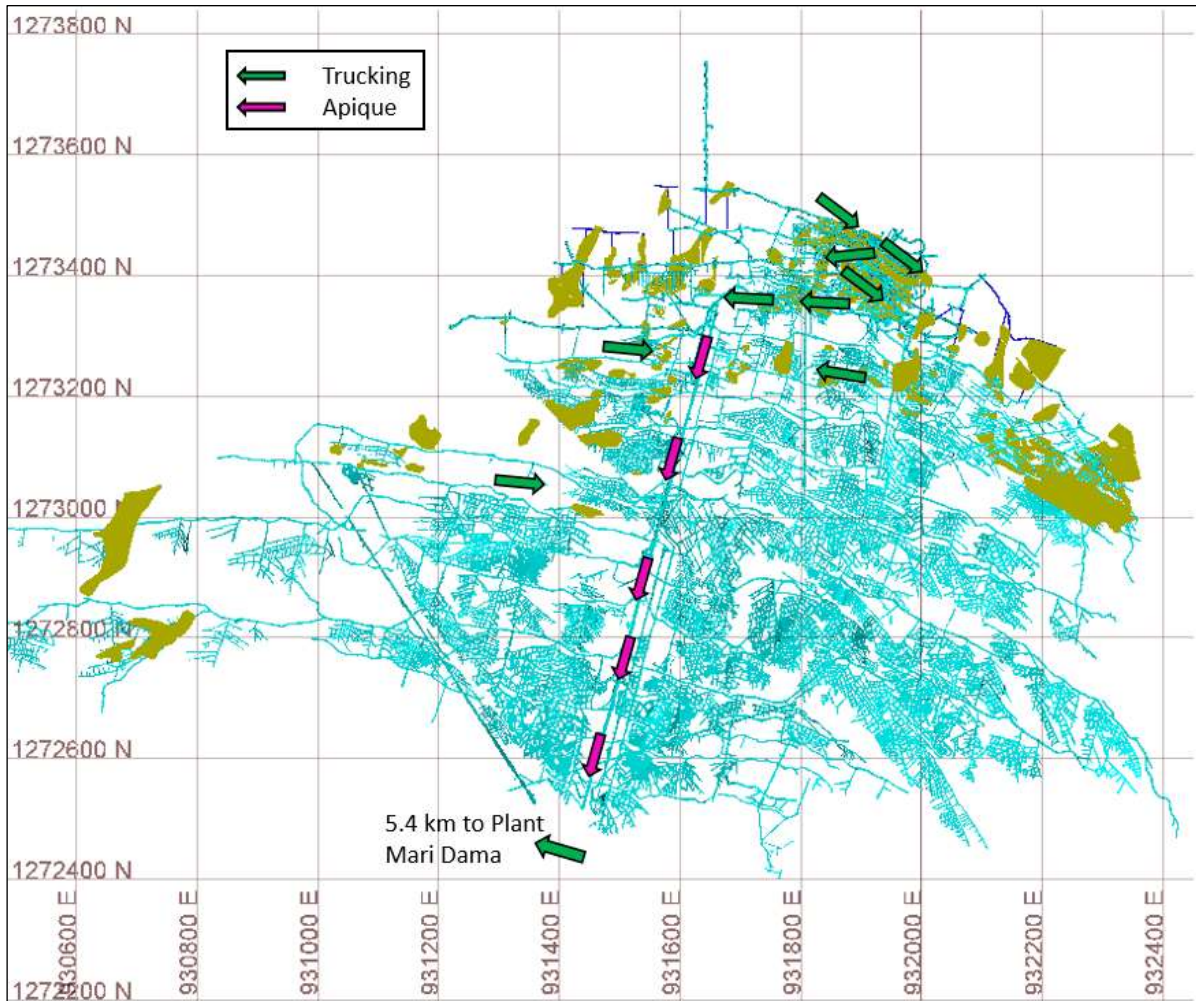 1273800 N
Trucking
Apique
1273600 N
1273400 N
1273200 N
1273000 N
1272800 N
1272600 N
5.4 km to Plant
Mari Dama
1272400 N
1272200 N
930600 E
930800 E
931000 E
931200 E
931400 E
931600 E
931800 E
932000 E
932200 E
932400 E